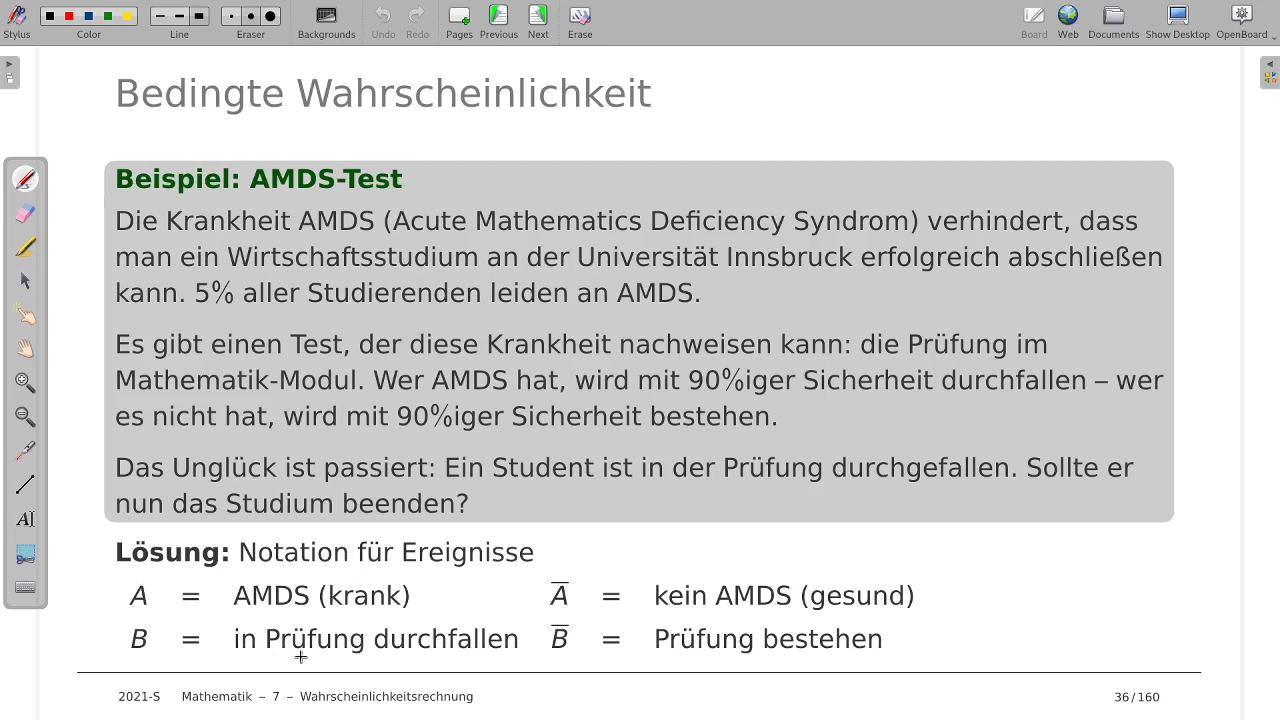 Stylus Color Line Eraser Backgrounds Undo Redo Pages Previous Next Erase Board Web Documents Show Desktop OpenBoard
Bedingte Wahrscheinlichkeit
Beispiel: AMDS-Test
Die Krankheit AMDS (Acute Mathematics Deficiency Syndrom) verhindert, dass
man ein Wirtschaftsstudium an der Universität Innsbruck erfolgreich abschließen
kann. 5% aller Studierenden leiden an AMDS.
Es gibt einen Test, der diese Krankheit nachweisen kann: die Prüfung im
Mathematik-Modul. Wer AMDS hat, wird mit 90%iger Sicherheit durchfallen – wer
es nicht hat, wird mit 90%iger Sicherheit bestehen.
Das Unglück ist passiert: Ein Student ist in der Prüfung durchgefallen. Sollte er
nun das Studium beenden?
Lösung: Notation für Ereignisse
A = AMDS (krank) A̅ = kein AMDS (gesund)
B = in Prüfung durchfallen B̅ = Prüfung bestehen
2021-S Mathematik – 7 – Wahrscheinlichkeitsrechnung 36/160